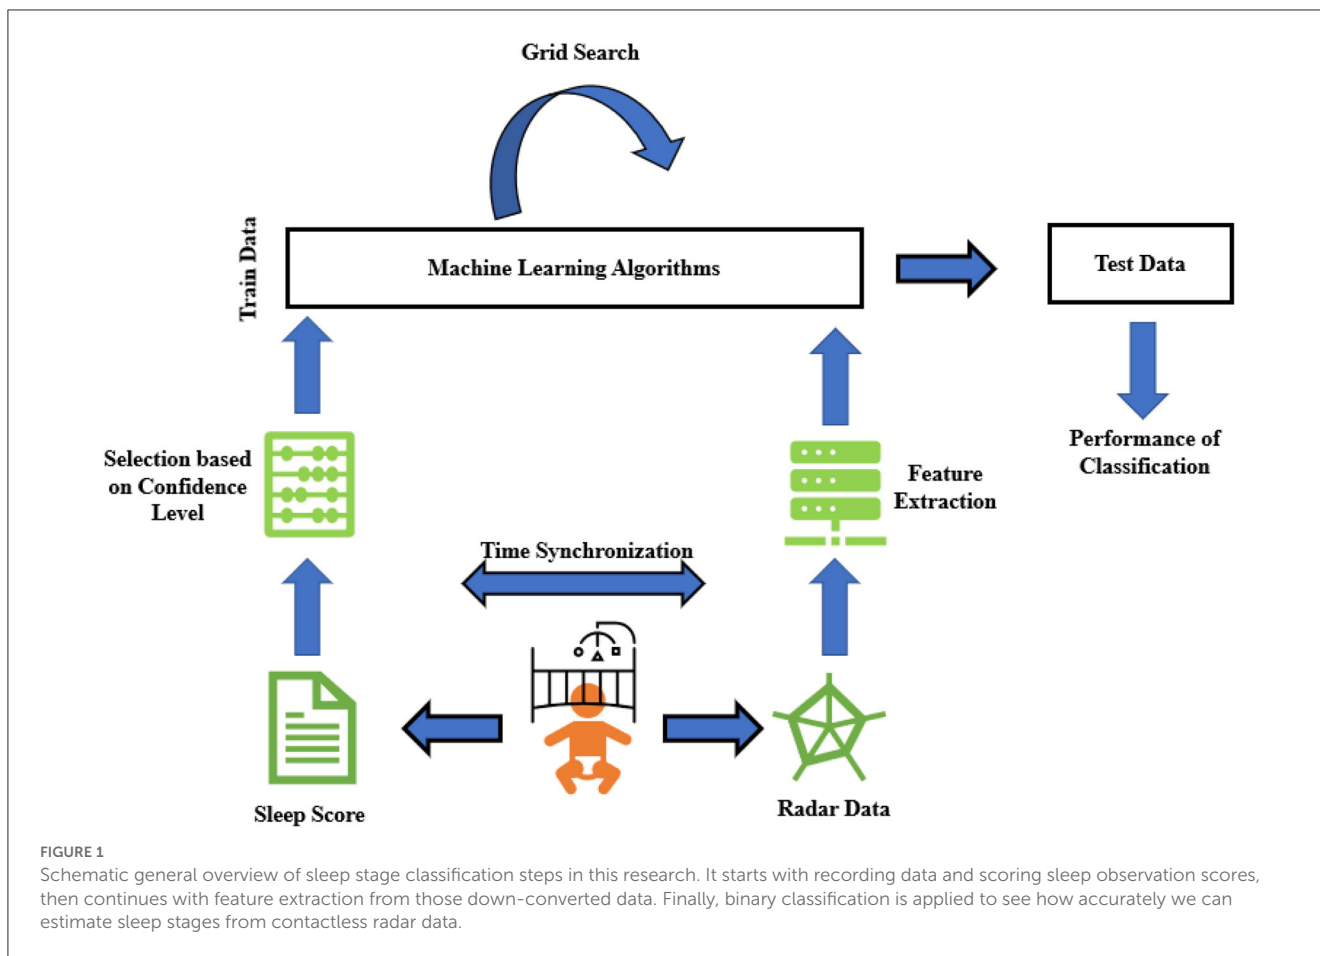 Grid Search
Train Data
Machine Learning Algorithms
Test Data
Selection based
on Confidence
Level
Feature
Extraction
Performance of
Classification
Time Synchronization
Sleep Score
Radar Data
FIGURE 1
Schematic general overview of sleep stage classification steps in this research. It starts with recording data and scoring sleep observation scores,
then continues with feature extraction from those down-converted data. Finally, binary classification is applied to see how accurately we can
estimate sleep stages from contactless radar data.